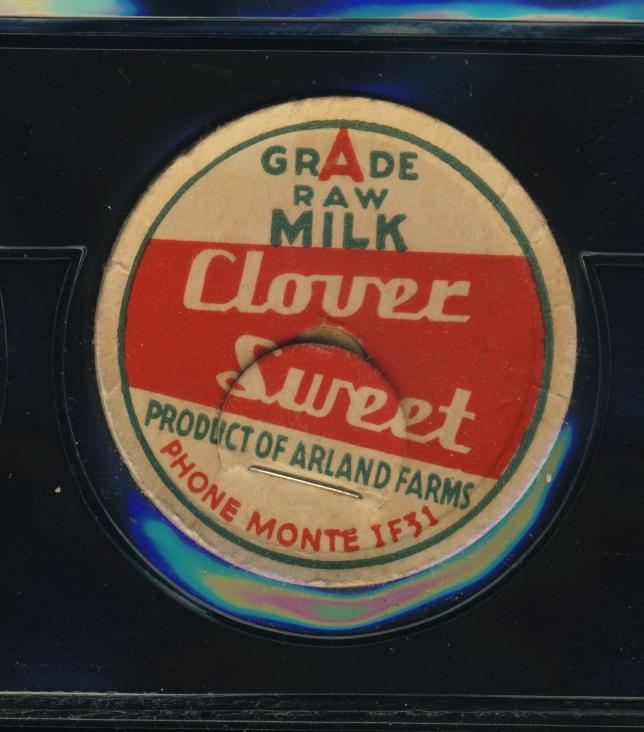 GRADE
RAW
MILK
Clover
Sweet
PRODUCT OF ARLAND FARMS
PHONE MONTE 1F31